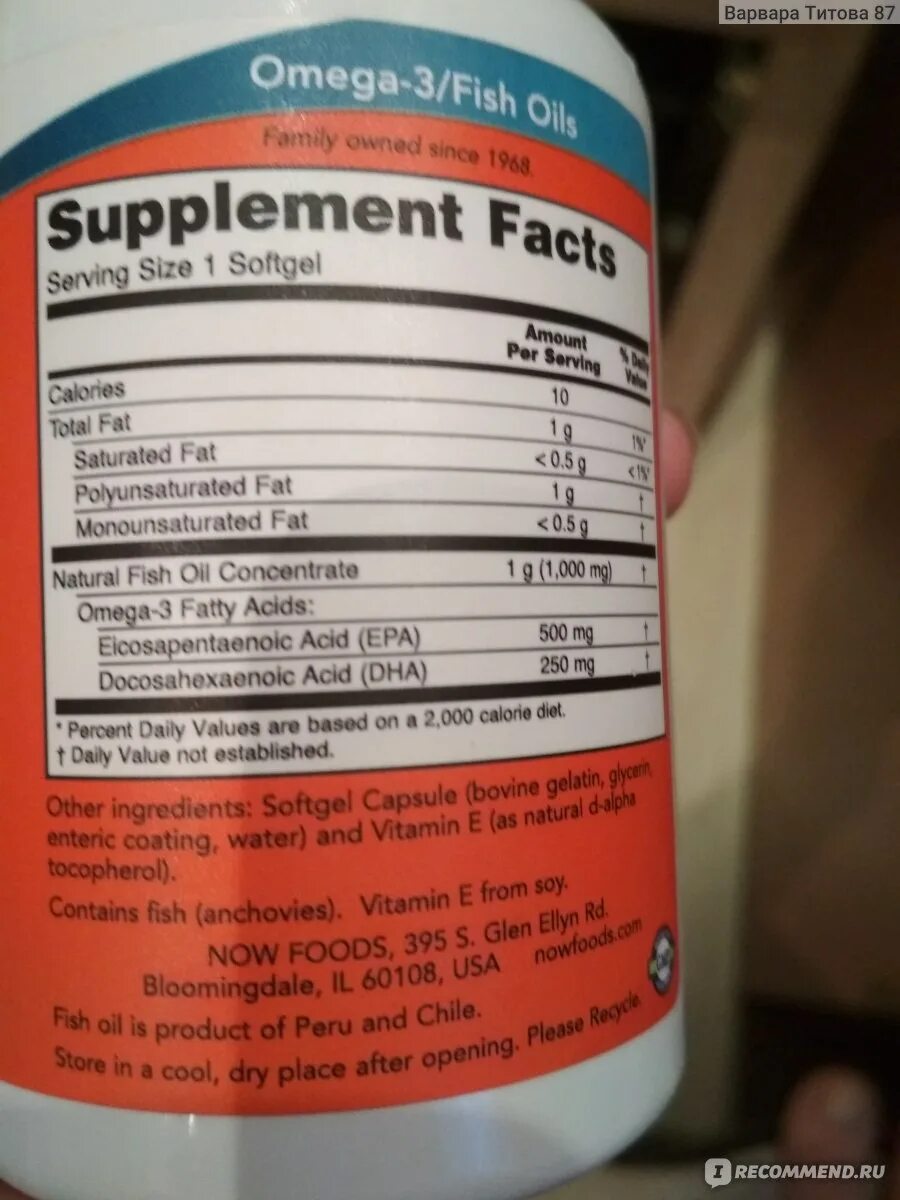 Варвара Титова 87
Omega-3/Fish Oils
Family owned since 1968.
Supplement Facts
Serving Size 1 Softgel
Amount Per Serving % Daily Value
Calories 10
Total Fat 1 g 1%*
Saturated Fat <0.5 g <1%*
Polyunsaturated Fat 1 g †
Monounsaturated Fat <0.5 g †
Natural Fish Oil Concentrate 1 g (1,000 mg) †
Omega-3 Fatty Acids:
Eicosapentaenoic Acid (EPA) 500 mg †
Docosahexaenoic Acid (DHA) 250 mg †
* Percent Daily Values are based on a 2,000 calorie diet.
† Daily Value not established.
Other ingredients: Softgel Capsule (bovine gelatin, glycerin,
enteric coating, water) and Vitamin E (as natural d-alpha
tocopherol).
Contains fish (anchovies). Vitamin E from soy.
NOW FOODS, 395 S. Glen Ellyn Rd.
Bloomingdale, IL 60108, USA nowfoods.com
Fish oil is product of Peru and Chile.
Store in a cool, dry place after opening. Please Recycle.
IRECOMMEND.RU